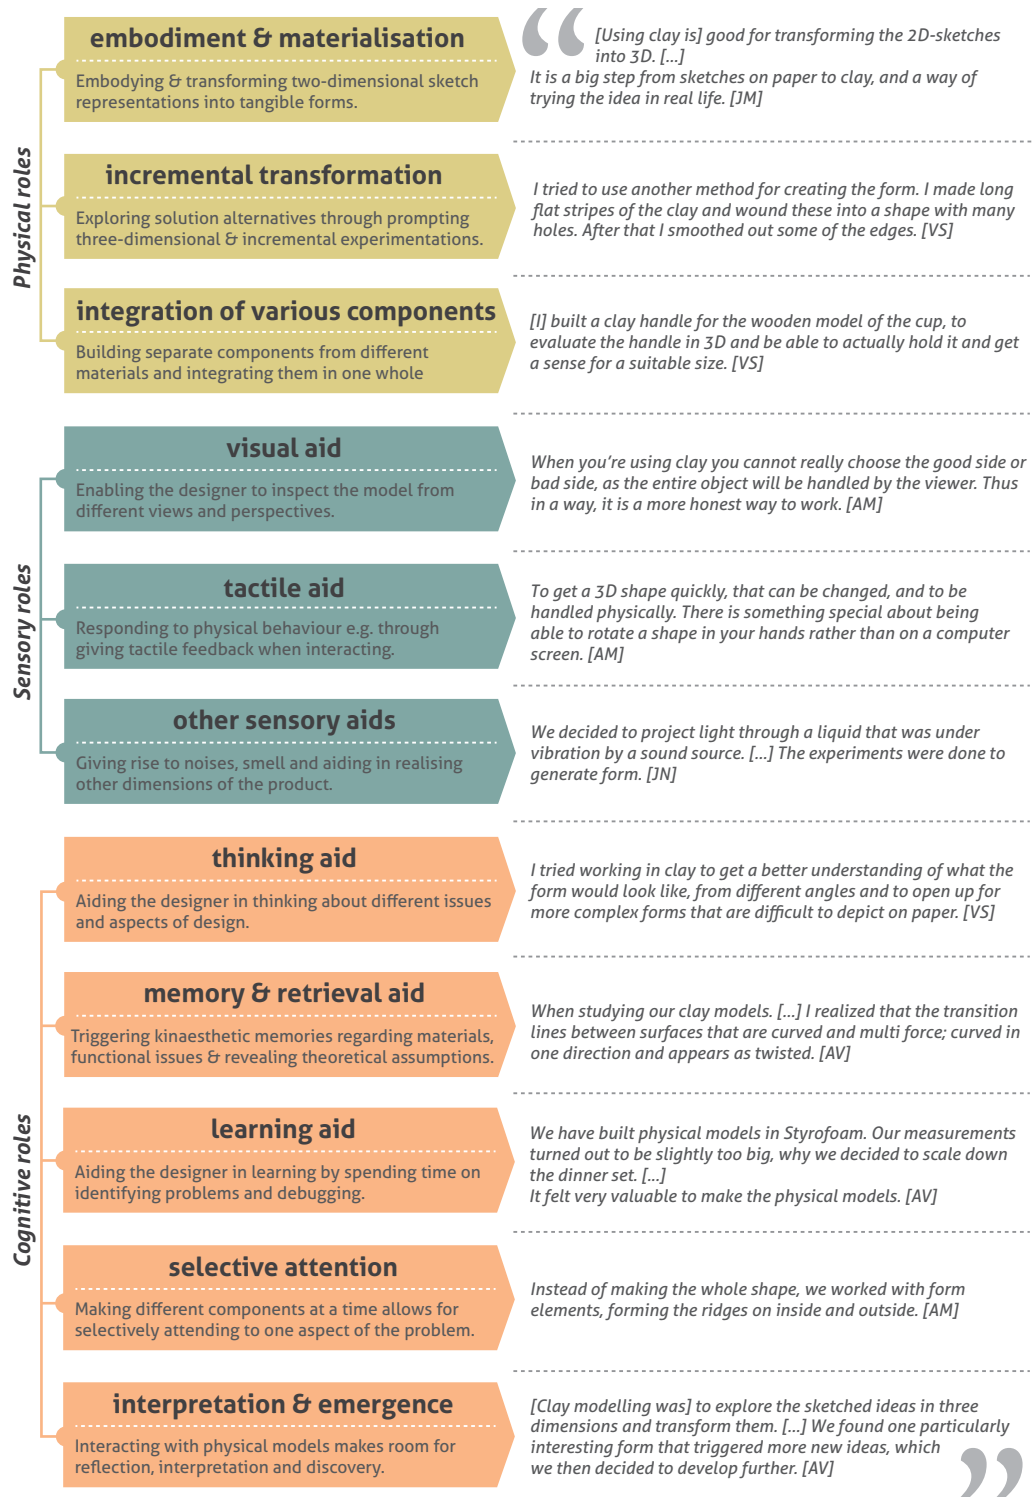 Physical roles
embodiment & materialisation
Embodying & transforming two-dimensional sketch
representations into tangible forms.
“
[Using clay is] good for transforming the 2D-sketches
into 3D. [...]
It is a big step from sketches on paper to clay, and a way of
trying the idea in real life. [JM]
incremental transformation
Exploring solution alternatives through prompting
three-dimensional & incremental experimentations.
I tried to use another method for creating the form. I made long
flat stripes of the clay and wound these into a shape with many
holes. After that I smoothed out some of the edges. [VS]
integration of various components
Building separate components from different
materials and integrating them in one whole
[I] built a clay handle for the wooden model of the cup, to
evaluate the handle in 3D and be able to actually hold it and get
a sense for a suitable size. [VS]
Sensory roles
visual aid
Enabling the designer to inspect the model from
different views and perspectives.
When you’re using clay you cannot really choose the good side or
bad side, as the entire object will be handled by the viewer. Thus
in a way, it is a more honest way to work. [AM]
tactile aid
Responding to physical behaviour e.g. through
giving tactile feedback when interacting.
To get a 3D shape quickly, that can be changed, and to be
handled physically. There is something special about being
able to rotate a shape in your hands rather than on a computer
screen. [AM]
other sensory aids
Giving rise to noises, smell and aiding in realising
other dimensions of the product.
We decided to project light through a liquid that was under
vibration by a sound source. [...] The experiments were done to
generate form. [JN]
Cognitive roles
thinking aid
Aiding the designer in thinking about different issues
and aspects of design.
I tried working in clay to get a better understanding of what the
form would look like, from different angles and to open up for
more complex forms that are difficult to depict on paper. [VS]
memory & retrieval aid
Triggering kinaesthetic memories regarding materials,
functional issues & revealing theoretical assumptions.
When studying our clay models. [...] I realized that the transition
lines between surfaces that are curved and multi force; curved in
one direction and appears as twisted. [AV]
learning aid
Aiding the designer in learning by spending time on
identifying problems and debugging.
We have built physical models in Styrofoam. Our measurements
turned out to be slightly too big, why we decided to scale down
the dinner set. [...]
It felt very valuable to make the physical models. [AV]
selective attention
Making different components at a time allows for
selectively attending to one aspect of the problem.
Instead of making the whole shape, we worked with form
elements, forming the ridges on inside and outside. [AM]
interpretation & emergence
Interacting with physical models makes room for
reflection, interpretation and discovery.
[Clay modelling was] to explore the sketched ideas in three
dimensions and transform them. [...] We found one particularly
interesting form that triggered more new ideas, which
we then decided to develop further. [AV]
”